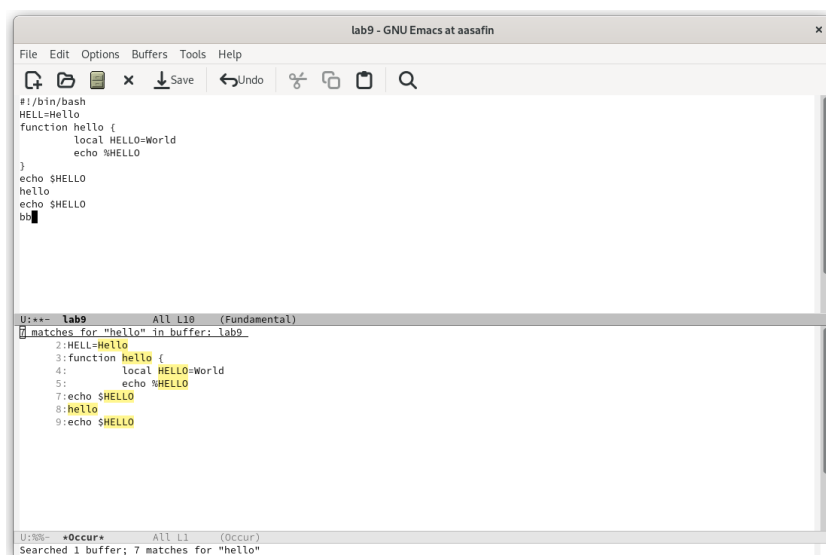 lab9 - GNU Emacs at aasafin ×
File Edit Options Buffers Tools Help
Save Undo
#!/bin/bash
HELL=Hello
function hello {
        local HELLO=World
        echo %HELLO
}
echo $HELLO
hello
echo $HELLO
bb
U:**-  lab9           All L10    (Fundamental)
7 matches for "hello" in buffer: lab9
      2:HELL=Hello
      3:function hello {
      4:        local HELLO=World
      5:        echo %HELLO
      7:echo $HELLO
      8:hello
      9:echo $HELLO
U:%%-  *Occur*        All L1     (Occur)
Searched 1 buffer; 7 matches for "hello"